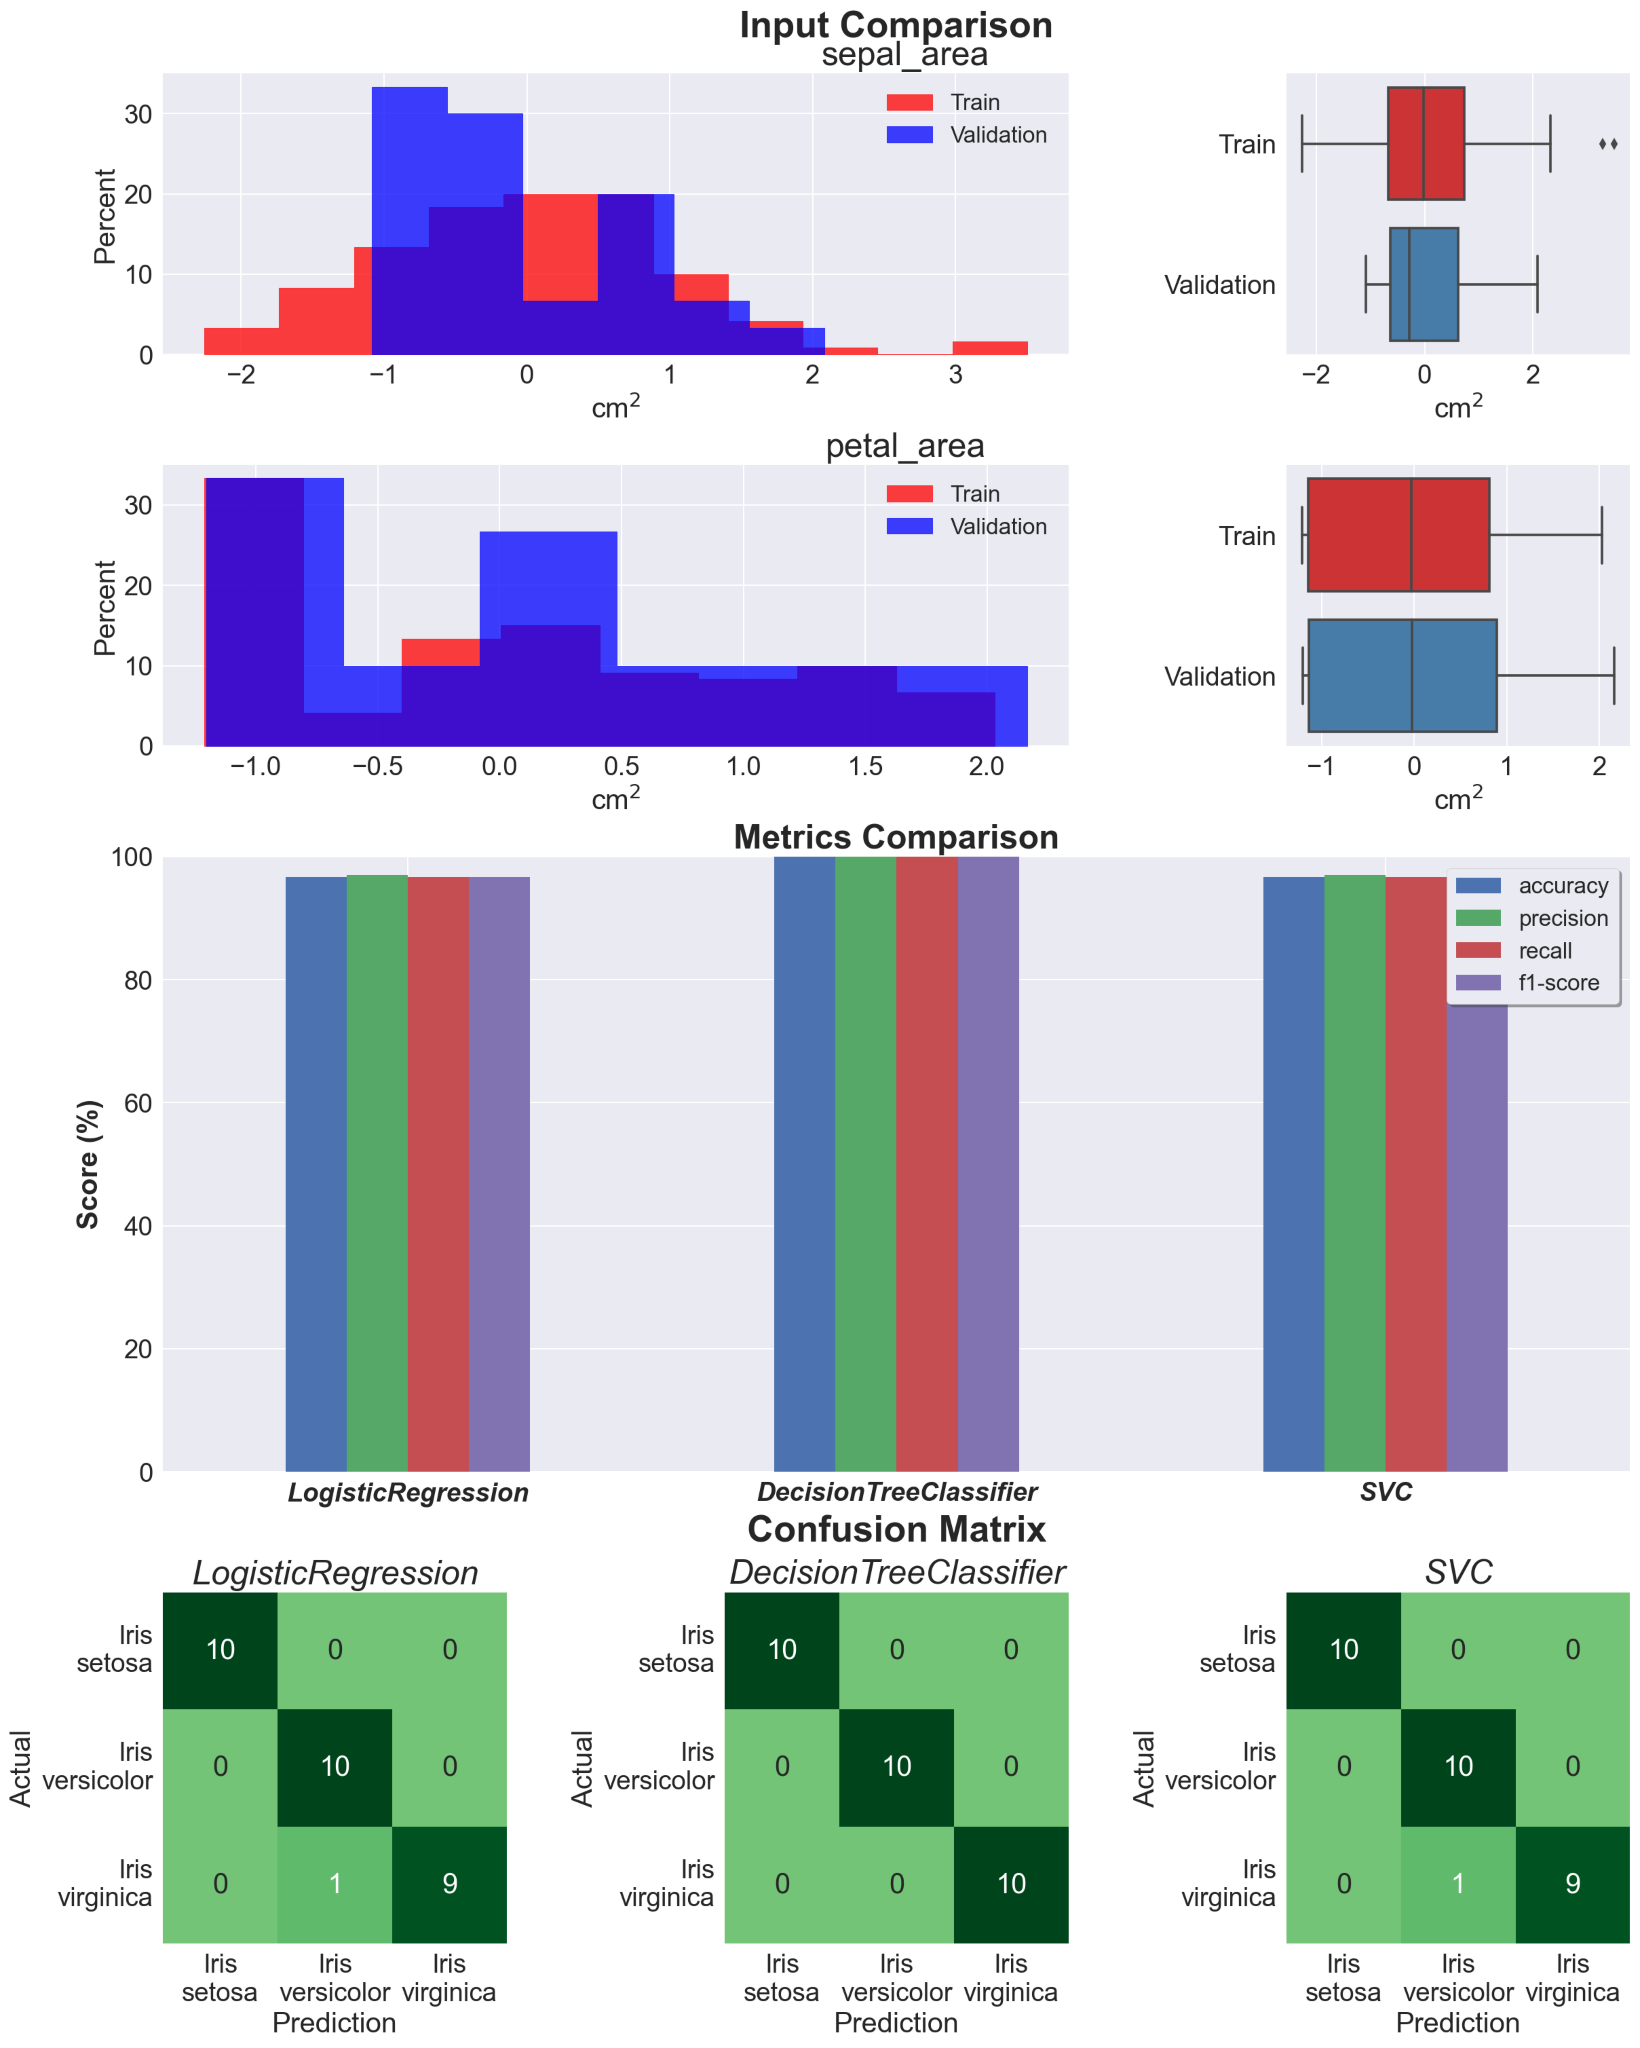 Input Comparison
sepal_area
30
20
10
0
Percent
Train
Validation
−2
−1
0
1
2
3
cm²
Train
Validation
−2
0
2
cm²
petal_area
30
20
10
0
Percent
Train
Validation
−1.0
−0.5
0.0
0.5
1.0
1.5
2.0
cm²
Train
Validation
−1
0
1
2
cm²
Metrics Comparison
100
80
60
40
20
0
Score (%)
accuracy
precision
recall
f1-score
LogisticRegression
DecisionTreeClassifier
SVC
Confusion Matrix
LogisticRegression
Actual
Iris
setosa
10 0 0
Iris
versicolor
0 10 0
Iris
virginica
0 1 9
Iris
setosa
Iris
versicolor
Iris
virginica
Prediction
DecisionTreeClassifier
Actual
Iris
setosa
10 0 0
Iris
versicolor
0 10 0
Iris
virginica
0 0 10
Iris
setosa
Iris
versicolor
Iris
virginica
Prediction
SVC
Actual
Iris
setosa
10 0 0
Iris
versicolor
0 10 0
Iris
virginica
0 1 9
Iris
setosa
Iris
versicolor
Iris
virginica
Prediction